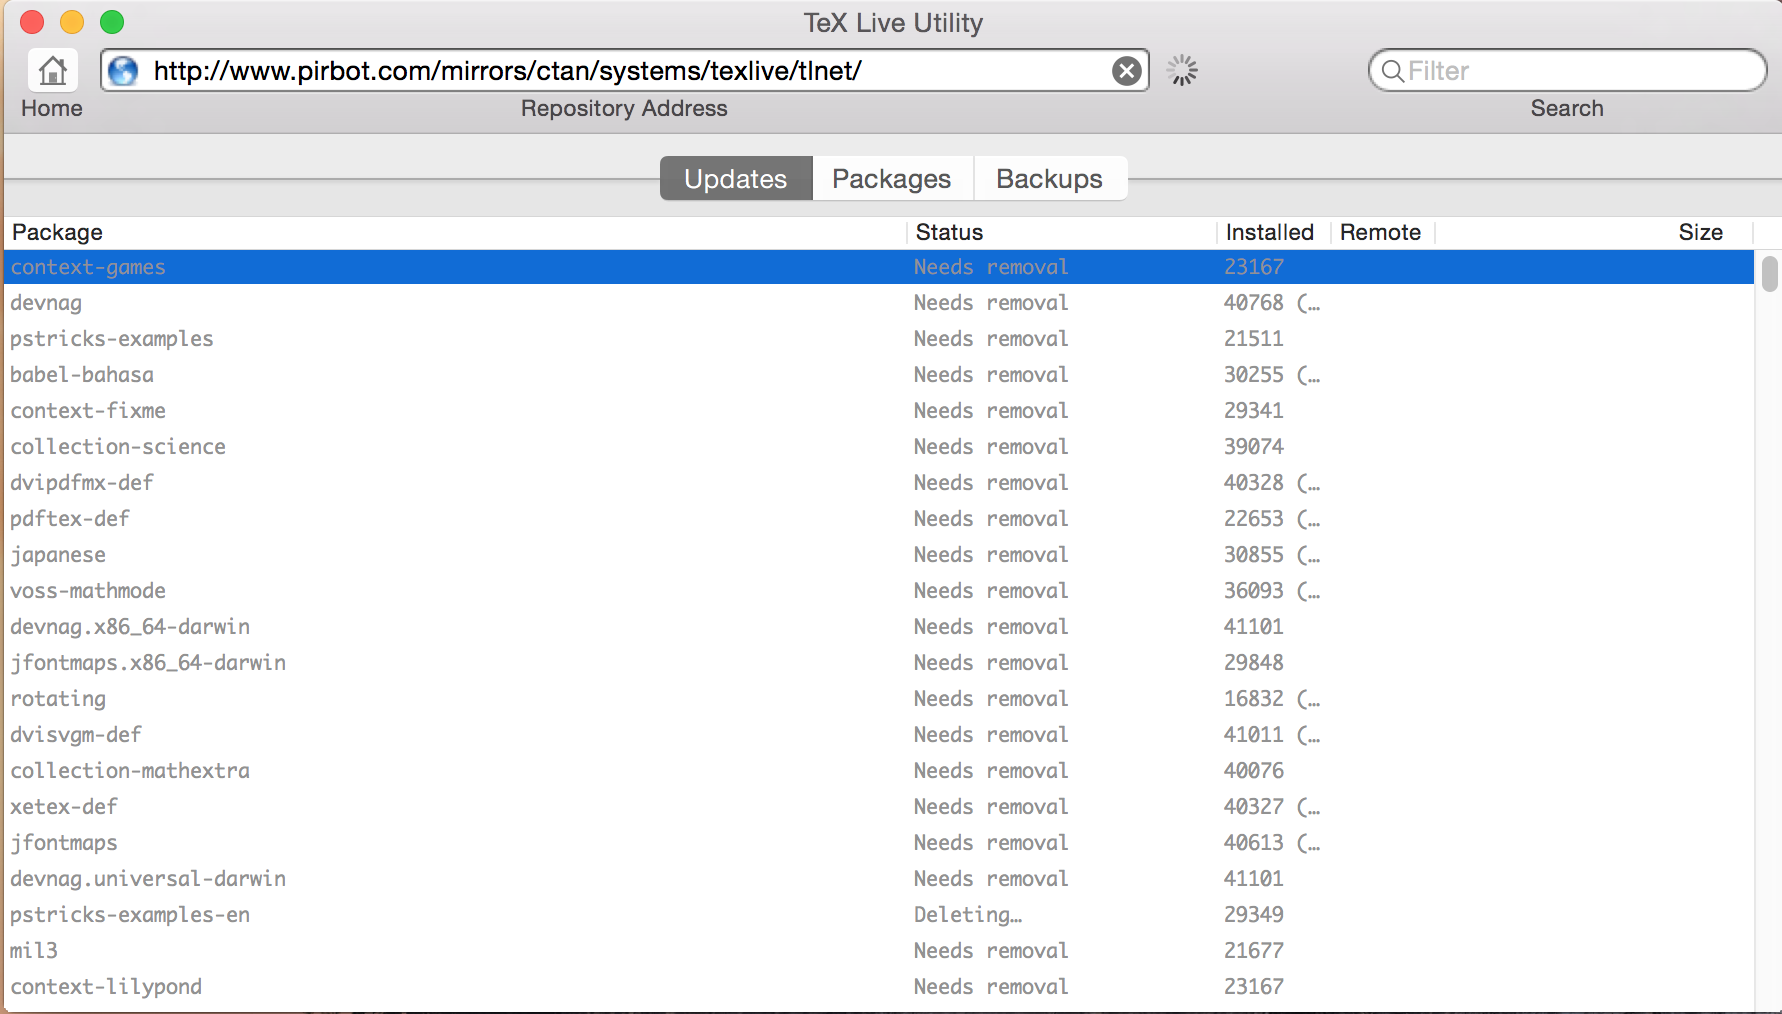 TeX Live Utility
http://www.pirbot.com/mirrors/ctan/systems/texlive/tlnet/
Filter
Home
Repository Address
Search
Updates Packages Backups
Package Status Installed Remote Size
context-games Needs removal 23167
devnag Needs removal 40768 (…
pstricks-examples Needs removal 21511
babel-bahasa Needs removal 30255 (…
context-fixme Needs removal 29341
collection-science Needs removal 39074
dvipdfmx-def Needs removal 40328 (…
pdftex-def Needs removal 22653 (…
japanese Needs removal 30855 (…
voss-mathmode Needs removal 36093 (…
devnag.x86_64-darwin Needs removal 41101
jfontmaps.x86_64-darwin Needs removal 29848
rotating Needs removal 16832 (…
dvisvgm-def Needs removal 41011 (…
collection-mathextra Needs removal 40076
xetex-def Needs removal 40327 (…
jfontmaps Needs removal 40613 (…
devnag.universal-darwin Needs removal 41101
pstricks-examples-en Deleting… 29349
mil3 Needs removal 21677
context-lilypond Needs removal 23167